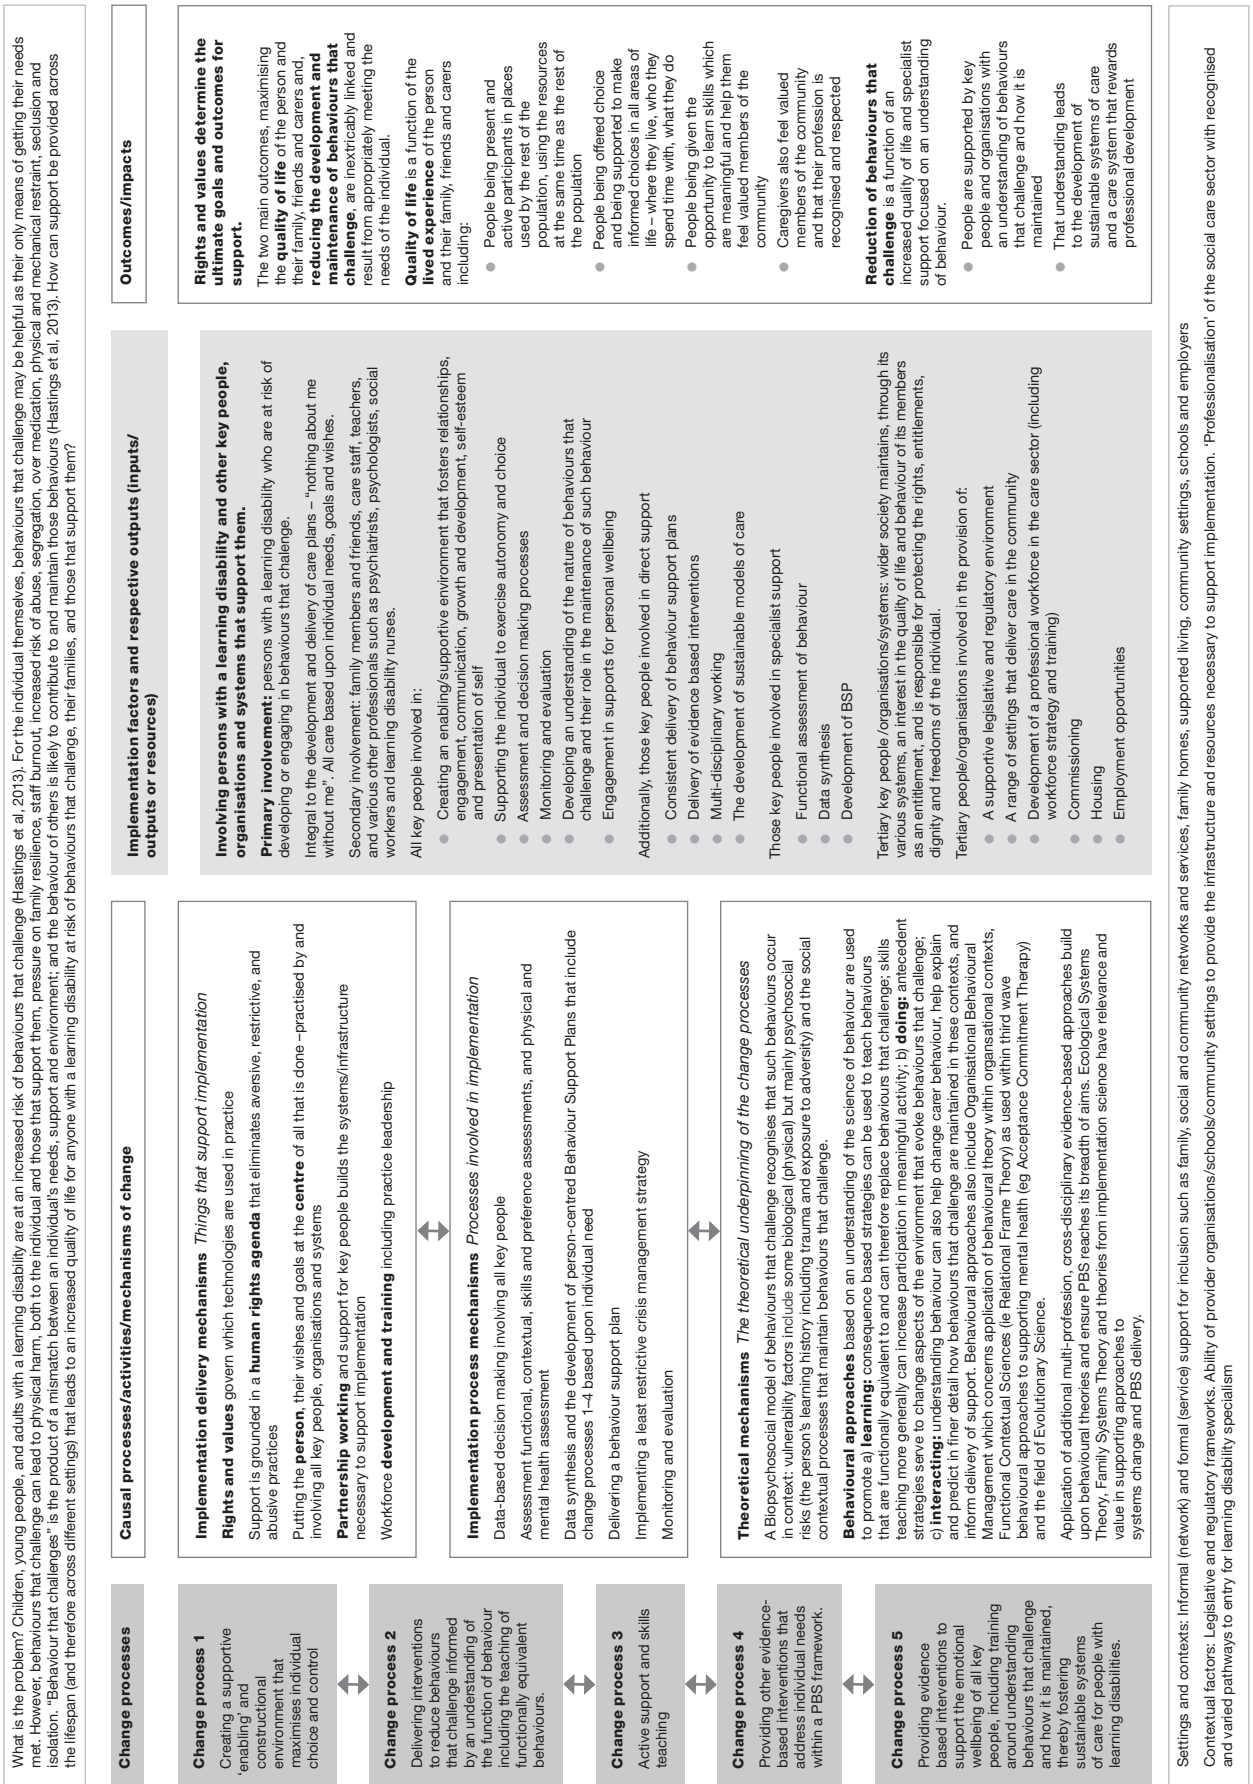 What is the problem? Children, young people, and adults with a learning disability are at an increased risk of behaviours that challenge (Hastings et al, 2013). For the individual themselves, behaviours that challenge may be helpful as their only means of getting their needs
met. However, behaviours that challenge can lead to physical harm, both to the individual and those that support them, pressure on family resilience, staff burnout, increased risk of abuse, segregation, over medication, physical and mechanical restraint, seclusion and
isolation. "Behaviour that challenges" is the product of a mismatch between an individual's needs, support and environment; and the behaviour of others is likely to contribute to and maintain those behaviours (Hastings et al, 2013). How can support be provided across
the lifespan (and therefore across different settings) that leads to an increased quality of life for anyone with a learning disability at risk of behaviours that challenge, their families, and those that support them?
Change processes
Change process 1
Creating a supportive
'enabling' and
constructional
environment that
maximises individual
choice and control
Change process 2
Delivering interventions
to reduce behaviours
that challenge informed
by an understanding of
the function of behaviour
including the teaching of
functionally equivalent
behaviours.
Change process 3
Active support and skills
teaching
Change process 4
Providing other evidence-
based interventions that
address individual needs
within a PBS framework.
Change process 5
Providing evidence
based interventions to
support the emotional
wellbeing of all key
people, including training
around understanding
behaviours that challenge
and how it is maintained,
thereby fostering
sustainable systems
of care for people with
learning disabilities.
Causal processes/activities/mechanisms of change
Implementation delivery mechanisms Things that support implementation
Rights and values govern which technologies are used in practice
Support is grounded in a human rights agenda that eliminates aversive, restrictive, and
abusive practices
Putting the person, their wishes and goals at the centre of all that is done –practised by and
involving all key people, organisations and systems
Partnership working and support for key people builds the systems/infrastructure
necessary to support implementation
Workforce development and training including practice leadership
Implementation process mechanisms Processes involved in implementation
Data-based decision making involving all key people
Assessment functional, contextual, skills and preference assessments, and physical and
mental health assessment
Data synthesis and the development of person-centred Behaviour Support Plans that include
change processes 1–4 based upon individual need
Delivering a behaviour support plan
Implementing a least restrictive crisis management strategy
Monitoring and evaluation
Theoretical mechanisms The theoretical underpinning of the change processes
A Biopsychosocial model of behaviours that challenge recognises that such behaviours occur
in context: vulnerability factors include some biological (physical) but mainly psychosocial
risks (the person's learning history including trauma and exposure to adversity) and the social
contextual processes that maintain behaviours that challenge.
Behavioural approaches based on an understanding of the science of behaviour are used
to promote a) learning: consequence based strategies can be used to teach behaviours
that are functionally equivalent to and can therefore replace behaviours that challenge; skills
teaching more generally can increase participation in meaningful activity; b) doing: antecedent
strategies serve to change aspects of the environment that evoke behaviours that challenge;
c) interacting: understanding behaviour can also help change carer behaviour, help explain
and predict in finer detail how behaviours that challenge are maintained in these contexts, and
inform delivery of support. Behavioural approaches also include Organisational Behavioural
Management which concerns application of behavioural theory within organisational contexts,
Functional Contextual Sciences (ie Relational Frame Theory) as used within third wave
behavioural approaches to supporting mental health (eg Acceptance Commitment Therapy)
and the field of Evolutionary Science.
Application of additional multi-profession, cross-disciplinary evidence-based approaches build
upon behavioural theories and ensure PBS reaches its breadth of aims. Ecological Systems
Theory, Family Systems Theory and theories from implementation science have relevance and
value in supporting approaches to
systems change and PBS delivery.
Implementation factors and respective outputs (inputs/
outputs or resources)
Involving persons with a learning disability and other key people,
organisations and systems that support them.
Primary involvement: persons with a learning disability who are at risk of
developing or engaging in behaviours that chalenge.
Integral to the development and delivery of care plans – "nothing about me
without me". All care based upon individual needs, goals and wishes.
Secondary involvement: family members and friends, care staff, teachers,
and various other professionals such as psychiatrists, psychologists, social
workers and learning disability nurses.
All key people involved in:
● Creating an enabling/supportive environment that fosters relationships,
engagement, communication, growth and development, self-esteem
and presentation of self
● Supporting the individual to exercise autonomy and choice
● Assessment and decision making processes
● Monitoring and evaluation
● Developing an understanding of the nature of behaviours that
challenge and their role in the maintenance of such behaviour
● Engagement in supports for personal wellbeing
Additionally, those key people involved in direct support
● Consistent delivery of behaviour support plans
● Delivery of evidence based interventions
● Multi-disciplinary working
● The development of sustainable models of care
Those key people involved in specialist support
● Functional assessment of behaviour
● Data synthesis
● Development of BSP
Tertiary key people/organisations/systems: wider society maintains, through its
various systems, an interest in the quality of life and behaviour of its members
as an entitlement, and is responsible for protecting the rights, entitlements,
dignity and freedoms of the individual.
Tertiary people/organisations involved in the provision of:
● A supportive legislative and regulatory environment
● A range of settings that deliver care in the community
● Development of a professional workforce in the care sector (including
workforce strategy and training)
● Commissioning
● Housing
● Employment opportunities
Outcomes/impacts
Rights and values determine the
ultimate goals and outcomes for
support.
The two main outcomes, maximising
the quality of life of the person and
their family, friends and carers and,
reducing the development and
maintenance of behaviours that
challenge, are inextricably linked and
result from appropriately meeting the
needs of the individual.
Quality of life is a function of the
lived experience of the person
and their family, friends and carers
including:
● People being present and
active participants in places
used by the rest of the
population, using the resources
at the same time as the rest of
the population
● People being offered choice
and being supported to make
informed choices in all areas of
life – where they live, who they
spend time with, what they do
● People being given the
opportunity to learn skills which
are meaningful and help them
feel valued members of the
community
● Caregivers also feel valued
members of the community
and that their profession is
recognised and respected
Reduction of behaviours that
challenge is a function of an
increased quality of life and specialist
support focused on an understanding
of behaviour.
● People are supported by key
people and organisations with
an understanding of behaviours
that challenge and how it is
maintained
● That understanding leads
to the development of
sustainable systems of care
and a care system that rewards
professional development
Settings and contexts: Informal (network) and formal (service) support for inclusion such as family, social and community networks and services, family homes, supported living, community settings, schools and employers
Contextual factors: Legislative and regulatory frameworks. Ability of provider organisations/schools/community settings to provide the infrastructure and resources necessary to support implementation. 'Professionalisation' of the social care sector with recognised
and varied pathways to entry for learning disability specialism